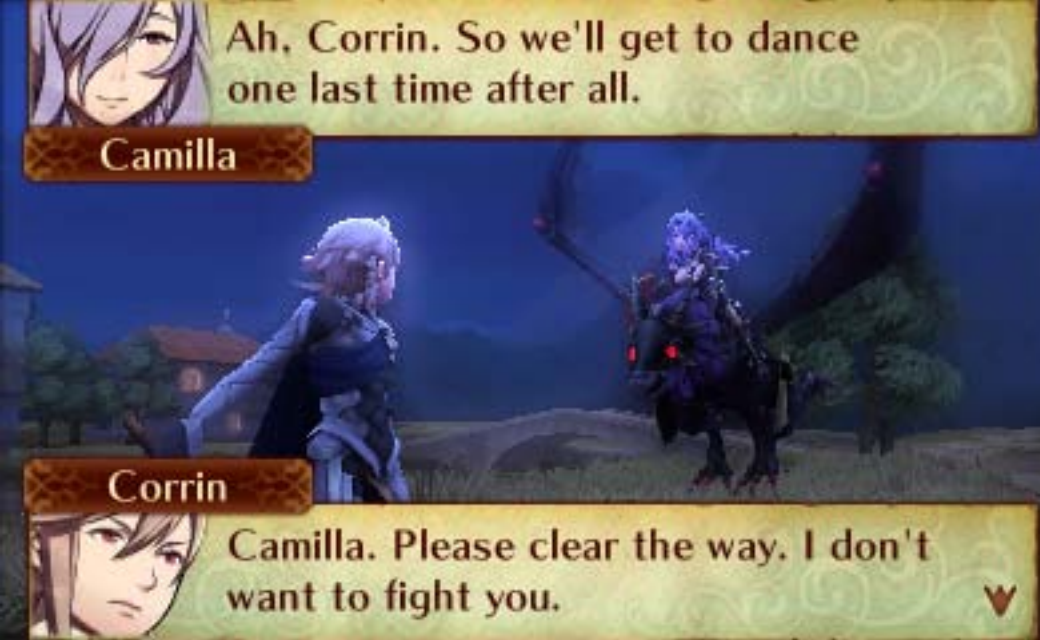 Ah, Corrin. So we'll get to dance
one last time after all.
Camilla
Corrin
Camilla. Please clear the way. I don't
want to fight you.